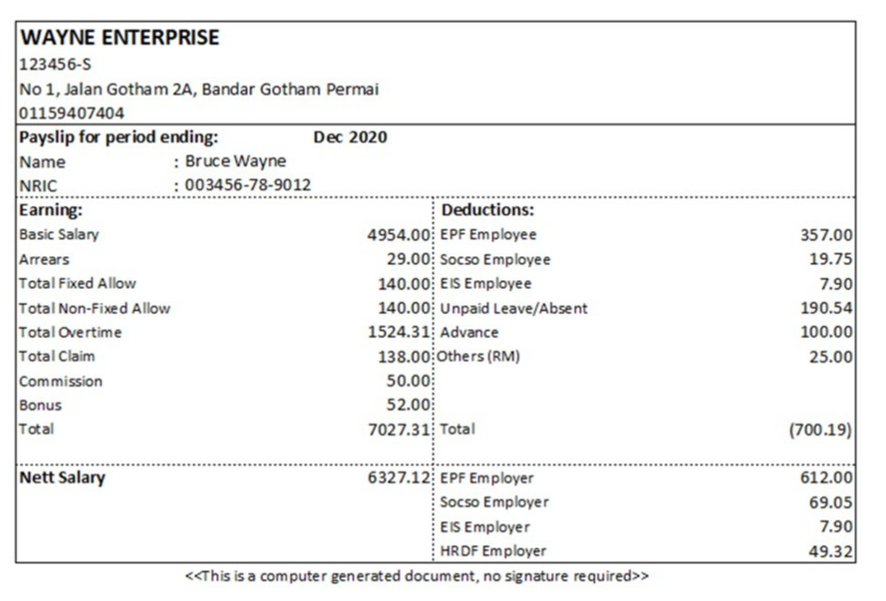 WAYNE ENTERPRISE
123456-S
No 1, Jalan Gotham 2A, Bandar Gotham Permai
01159407404
Payslip for period ending: Dec 2020
Name : Bruce Wayne
NRIC : 003456-78-9012
Earning: Deductions:
Basic Salary 4954.00 EPF Employee 357.00
Arrears 29.00 Socso Employee 19.75
Total Fixed Allow 140.00 EIS Employee 7.90
Total Non-Fixed Allow 140.00 Unpaid Leave/Absent 190.54
Total Overtime 1524.31 Advance 100.00
Total Claim 138.00 Others (RM) 25.00
Commission 50.00
Bonus 52.00
Total 7027.31 Total (700.19)
Nett Salary 6327.12 EPF Employer 612.00
Socso Employer 69.05
EIS Employer 7.90
HRDF Employer 49.32
<<This is a computer generated document, no signature required>>